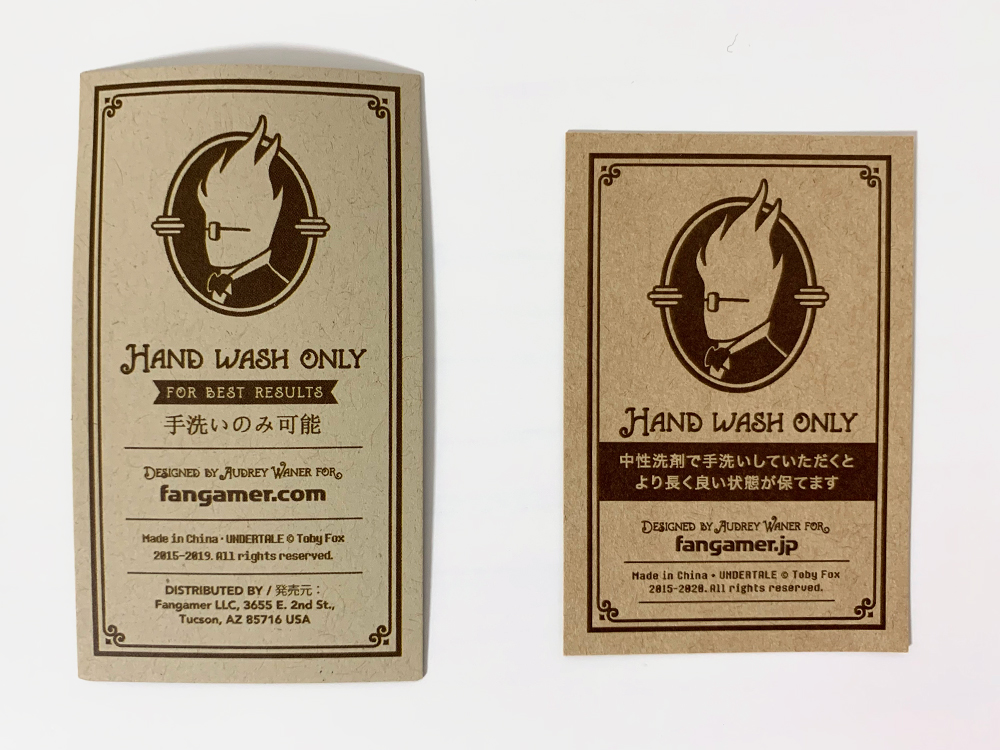 HAND WASH ONLY
FOR BEST RESULTS
手洗いのみ可能
DESIGNED BY AUDREY WANER FOR
fangamer.com
Made in China・UNDERTALE © Toby Fox
2015-2019. All rights reserved.
DISTRIBUTED BY / 発売元：
Fangamer LLC, 3655 E. 2nd St.,
Tucson, AZ 85716 USA
HAND WASH ONLY
中性洗剤で手洗いしていただくと
より長く良い状態が保てます
DESIGNED BY AUDREY WANER FOR
fangamer.jp
Made in China • UNDERTALE © Toby Fox
2015-2020. All rights reserved.